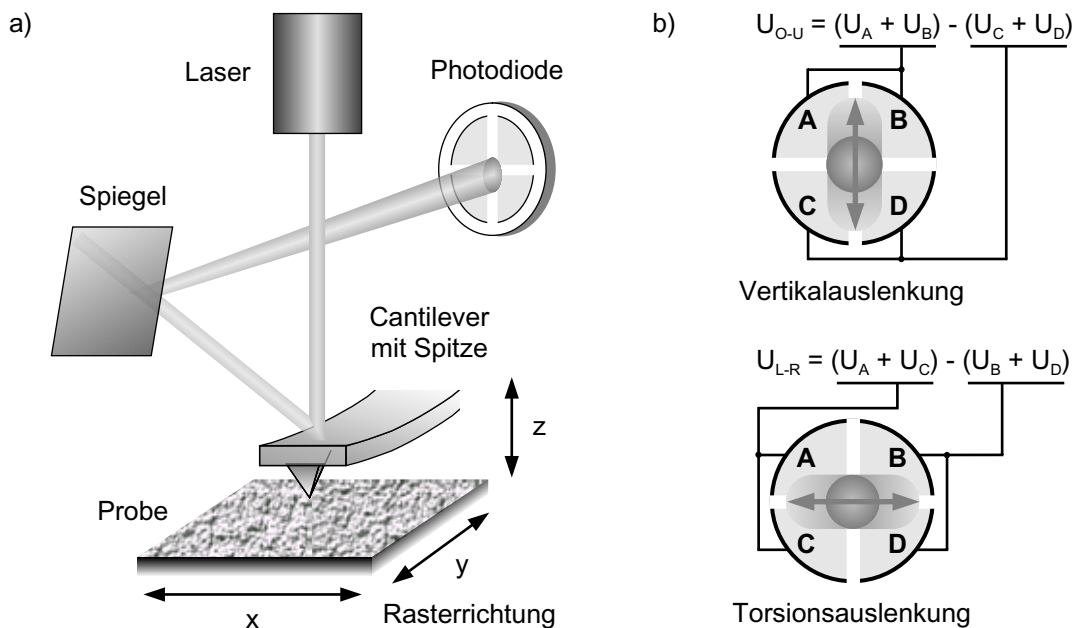 a)
Laser
Photodiode
Spiegel
Cantilever
mit Spitze
z
Probe
y
x
Rasterrichtung
b)
U_O-U = (U_A + U_B) - (U_C + U_D)
A B
C D
Vertikalauslenkung
U_L-R = (U_A + U_C) - (U_B + U_D)
A B
C D
Torsionsauslenkung